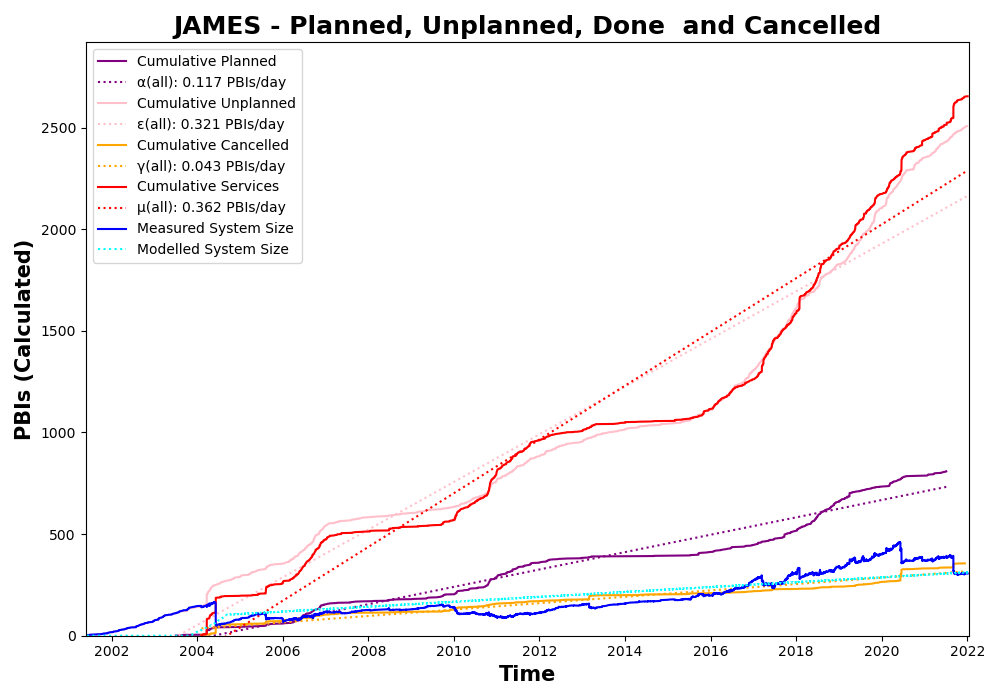 JAMES - Planned, Unplanned, Done  and Cancelled
Cumulative Planned
α(all): 0.117 PBIs/day
Cumulative Unplanned
ε(all): 0.321 PBIs/day
Cumulative Cancelled
γ(all): 0.043 PBIs/day
Cumulative Services
μ(all): 0.362 PBIs/day
Measured System Size
Modelled System Size
PBIs (Calculated)
2500
2000
1500
1000
500
0
2002 2004 2006 2008 2010 2012 2014 2016 2018 2020 2022
Time